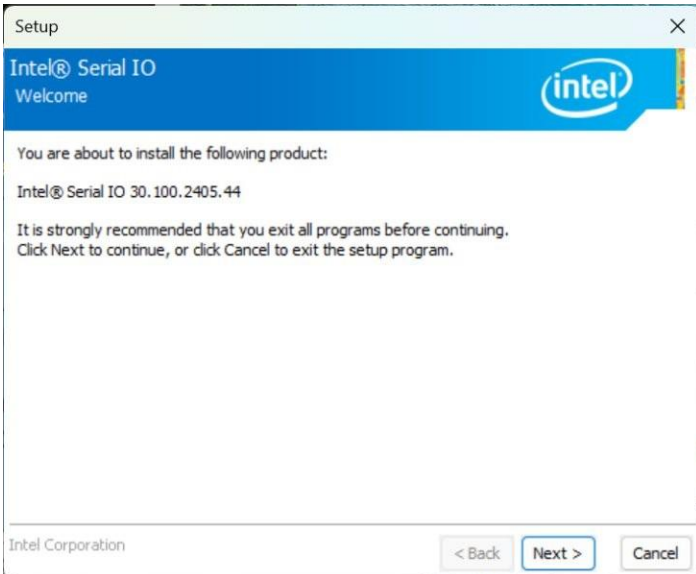 Setup
Intel® Serial IO
Welcome
intel
You are about to install the following product:
Intel® Serial IO 30.100.2405.44
It is strongly recommended that you exit all programs before continuing.
Click Next to continue, or click Cancel to exit the setup program.
Intel Corporation
< Back
Next >
Cancel